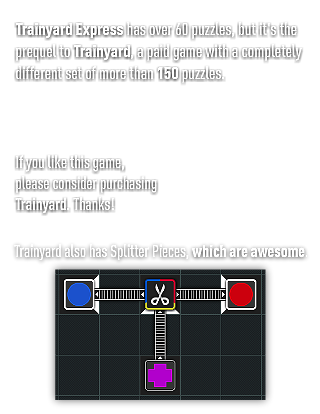 Trainyard Express has over 60 puzzles, but it's the
prequel to Trainyard, a paid game with a completely
different set of more than 150 puzzles.
If you like this game,
please consider purchasing
Trainyard. Thanks!
Trainyard also has Splitter Pieces, which are awesome